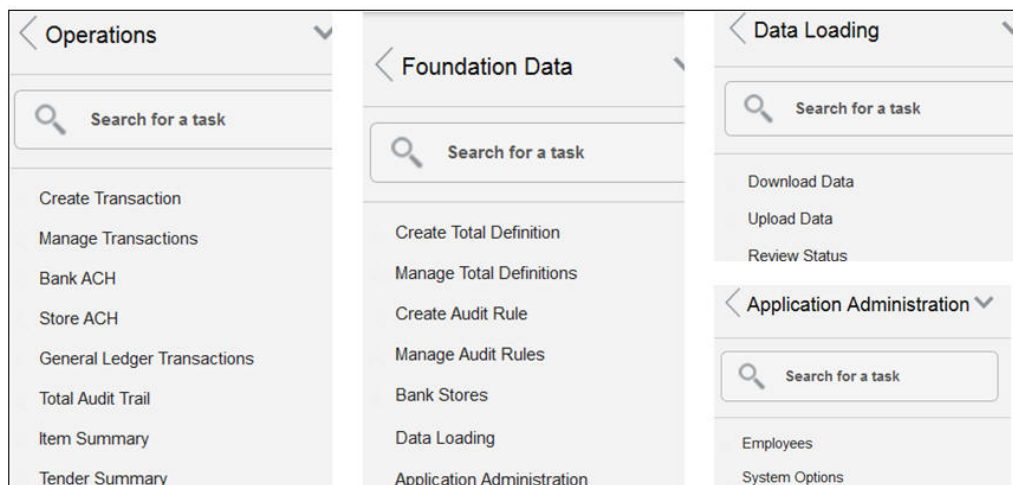 Operations
Search for a task
Create Transaction
Manage Transactions
Bank ACH
Store ACH
General Ledger Transactions
Total Audit Trail
Item Summary
Tender Summary
Foundation Data
Search for a task
Create Total Definition
Manage Total Definitions
Create Audit Rule
Manage Audit Rules
Bank Stores
Data Loading
Application Administration
Data Loading
Search for a task
Download Data
Upload Data
Review Status
Application Administration
Search for a task
Employees
System Options